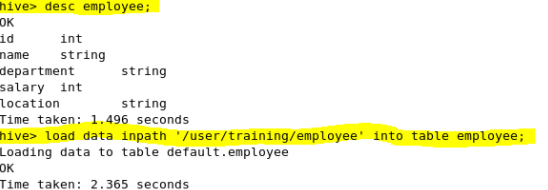 hive> desc employee;
OK
id int
name string
department string
salary int
location string
Time taken: 1.496 seconds
hive> load data inpath '/user/training/employee' into table employee;
Loading data to table default.employee
OK
Time taken: 2.365 seconds